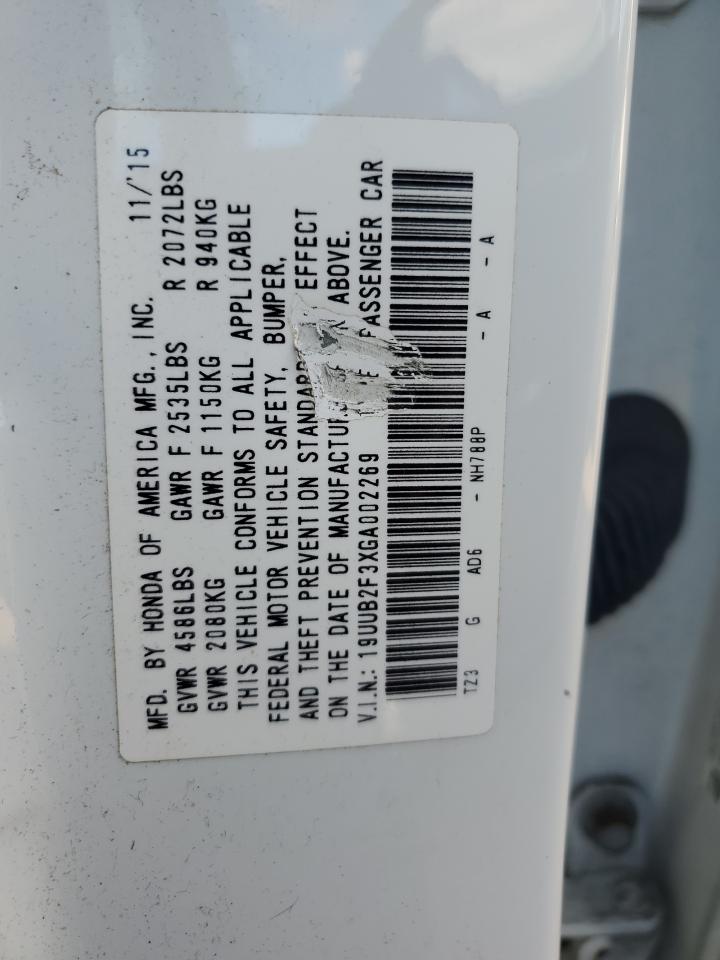 MFD. BY HONDA OF AMERICA MFG., INC. 11/'15
GVWR 4586LBS GAWR F 2535LBS R 2072LBS
GVWR 2080KG GAWR F 1150KG R 940KG
THIS VEHICLE CONFORMS TO ALL APPLICABLE
FEDERAL MOTOR VEHICLE SAFETY, BUMPER,
AND THEFT PREVENTION EFFECT
ON THE DATE OF ABOVE.
V.I.N.: 19UUB2F3XGA002269 CAR
TZ3 G AD6 - NH788P - A - A